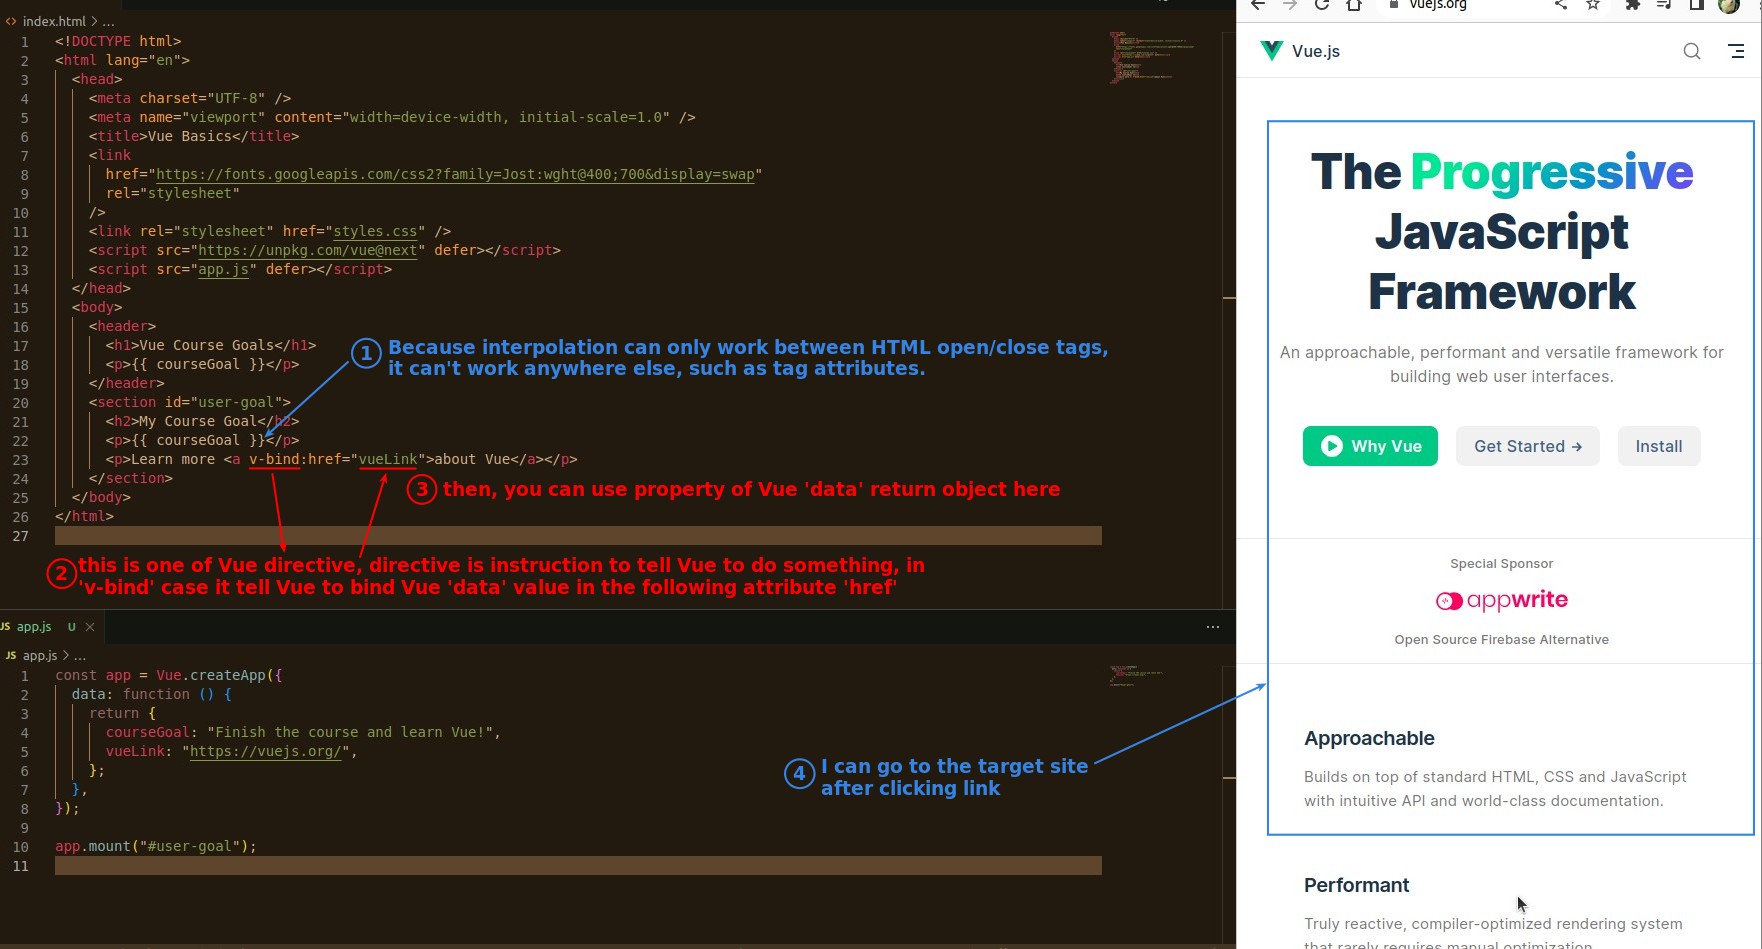 index.html > ...
1 <!DOCTYPE html>
2 <html lang="en">
3 <head>
4 <meta charset="UTF-8" />
5 <meta name="viewport" content="width=device-width, initial-scale=1.0" />
6 <title>Vue Basics</title>
7 <link
8 href="https://fonts.googleapis.com/css2?family=Jost:wght@400;700&display=swap"
9 rel="stylesheet"
10 />
11 <link rel="stylesheet" href="styles.css" />
12 <script src="https://unpkg.com/vue@next" defer></script>
13 <script src="app.js" defer></script>
14 </head>
15 <body>
16 <header>
17 <h1>Vue Course Goals</h1>
18 <p>{{ courseGoal }}</p>
19 </header>
20 <section id="user-goal">
21 <h2>My Course Goal</h2>
22 <p>{{ courseGoal }}</p>
23 <p>Learn more <a v-bind:href="vueLink">about Vue</a></p>
24 </section>
25 </body>
26 </html>
27
1 Because interpolation can only work between HTML open/close tags,
it can't work anywhere else, such as tag attributes.
3 then, you can use property of Vue 'data' return object here
2 this is one of Vue directive, directive is instruction to tell Vue to do something, in
'v-bind' case it tell Vue to bind Vue 'data' value in the following attribute 'href'
JS app.js U
JS app.js > ...
1 const app = Vue.createApp({
2 data: function () {
3 return {
4 courseGoal: "Finish the course and learn Vue!",
5 vueLink: "https://vuejs.org/",
6 };
7 },
8 });
9
10 app.mount("#user-goal");
11
4 I can go to the target site
after clicking link
vuejs.org
Vue.js
The Progressive
JavaScript
Framework
An approachable, performant and versatile framework for
building web user interfaces.
Why Vue
Get Started →
Install
Special Sponsor
appwrite
Open Source Firebase Alternative
Approachable
Builds on top of standard HTML, CSS and JavaScript
with intuitive API and world-class documentation.
Performant
Truly reactive, compiler-optimized rendering system
that rarely requires manual optimization.